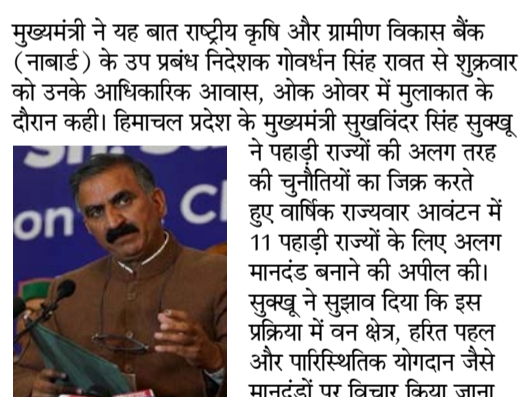 मुख्यमंत्री ने यह बात राष्ट्रीय कृषि और ग्रामीण विकास बैंक
(नाबार्ड) के उप प्रबंध निदेशक गोवर्धन सिंह रावत से शुक्रवार
को उनके आधिकारिक आवास, ओक ओवर में मुलाकात के
दौरान कही। हिमाचल प्रदेश के मुख्यमंत्री सुखविंदर सिंह सुक्खू
ने पहाड़ी राज्यों की अलग तरह
की चुनौतियों का जिक्र करते
हुए वार्षिक राज्यवार आवंटन में
11 पहाड़ी राज्यों के लिए अलग
मानदंड बनाने की अपील की।
सुक्खू ने सुझाव दिया कि इस
प्रक्रिया में वन क्षेत्र, हरित पहल
और पारिस्थितिक योगदान जैसे
मानदंडों पर विचार किया जाना
on